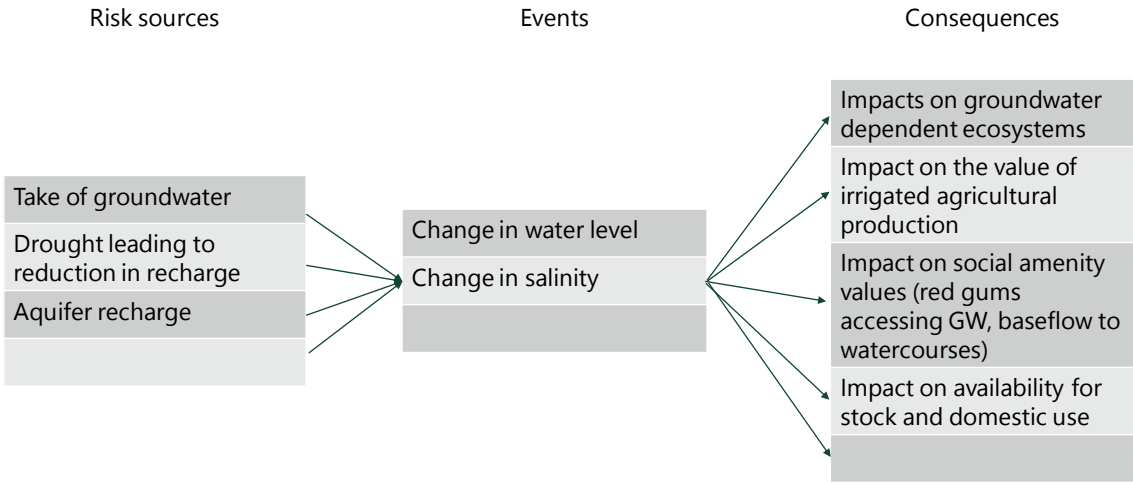 Risk sources
Events
Consequences
Take of groundwater
Drought leading to
reduction in recharge
Aquifer recharge
Change in water level
Change in salinity
Impacts on groundwater
dependent ecosystems
Impact on the value of
irrigated agricultural
production
Impact on social amenity
values (red gums
accessing GW, baseflow to
watercourses)
Impact on availability for
stock and domestic use